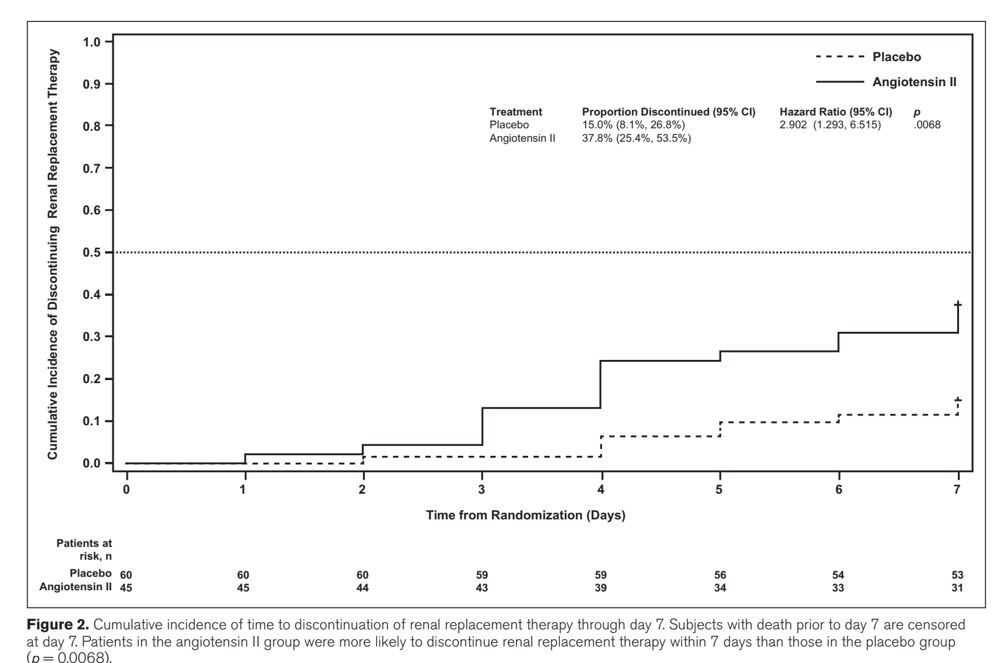 Cumulative Incidence of Discontinuing Renal Replacement Therapy
1.0
0.9
0.8
0.7
0.6
0.5
0.4
0.3
0.2
0.1
0.0
Placebo
Angiotensin II
Treatment Proportion Discontinued (95% CI) Hazard Ratio (95% CI) p
Placebo 15.0% (8.1%, 26.8%) 2.902 (1.293, 6.515) .0068
Angiotensin II 37.8% (25.4%, 53.5%)
0 1 2 3 4 5 6 7
Time from Randomization (Days)
Patients at
risk, n
Placebo 60 60 60 59 59 56 54 53
Angiotensin II 45 45 44 43 39 34 33 31
Figure 2. Cumulative incidence of time to discontinuation of renal replacement therapy through day 7. Subjects with death prior to day 7 are censored
at day 7. Patients in the angiotensin II group were more likely to discontinue renal replacement therapy within 7 days than those in the placebo group
(p = 0.0068).